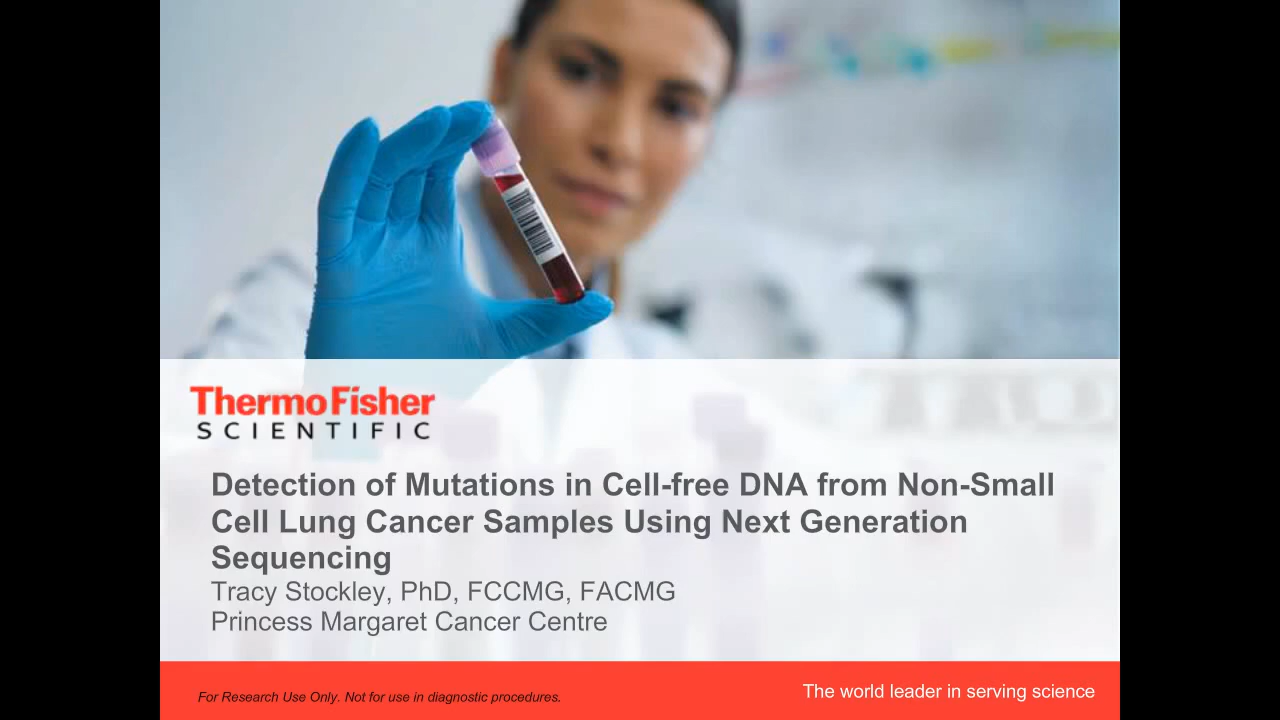 ThermoFisher
SCIENTIFIC
Detection of Mutations in Cell-free DNA from Non-Small
Cell Lung Cancer Samples Using Next Generation
Sequencing
Tracy Stockley, PhD, FCCMG, FACMG
Princess Margaret Cancer Centre
For Research Use Only. Not for use in diagnostic procedures.
The world leader in serving science